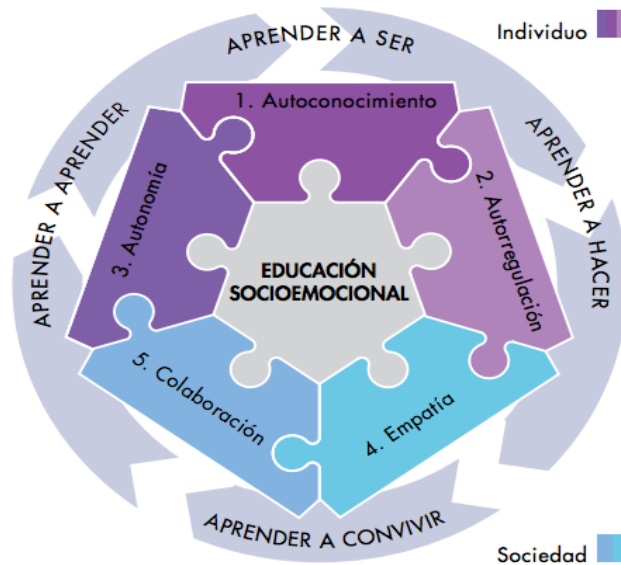 APRENDER A SER
Individuo
1. Autoconocimiento
APRENDER A APRENDER
3. Autonomía
2. Autorregulación
APRENDER A HACER
EDUCACIÓN
SOCIOEMOCIONAL
5. Colaboración
4. Empatía
APRENDER A CONVIVIR
Sociedad